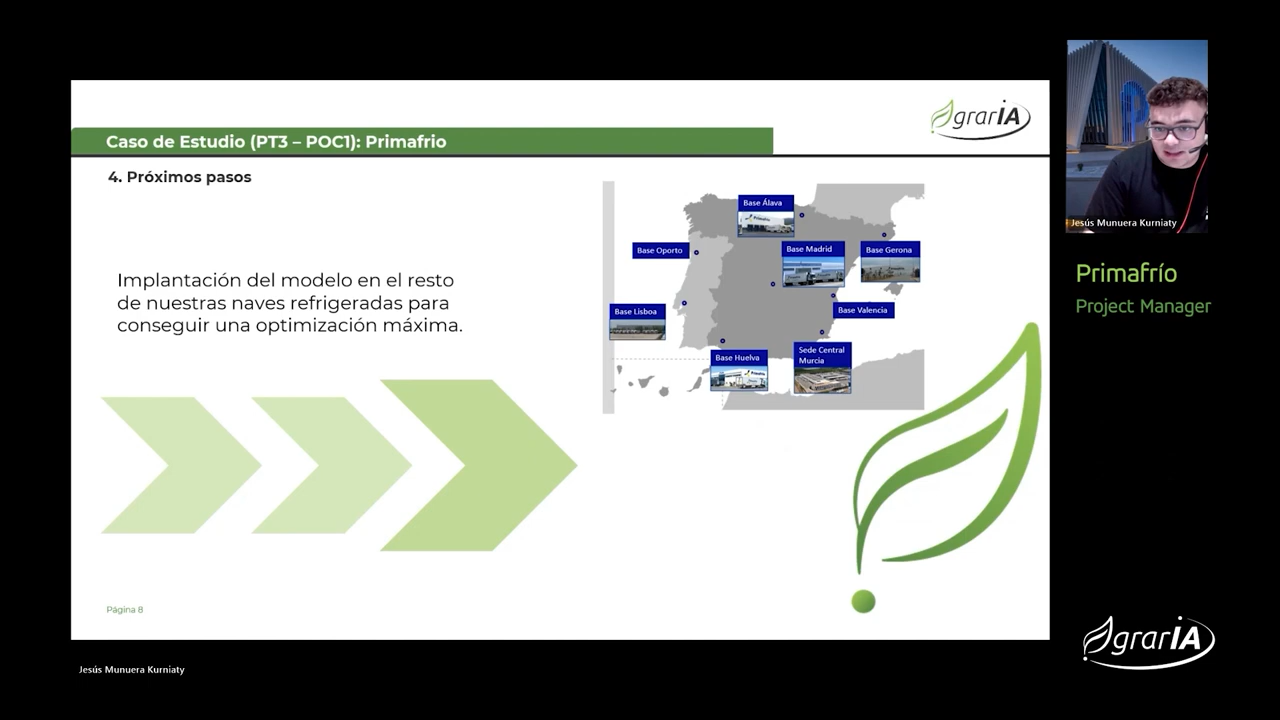 Caso de Estudio (PT3 – POC1): Primafrio
grarIA
4. Próximos pasos
Implantación del modelo en el resto
de nuestras naves refrigeradas para
conseguir una optimización máxima.
Base Álava
Base Oporto
Base Madrid
Base Gerona
Base Lisboa
Base Valencia
Base Huelva
Sede Central
Murcia
Página 8
Jesús Munuera Kurniaty
Primafrío
Project Manager
grarIA
Jesús Munuera Kurniaty